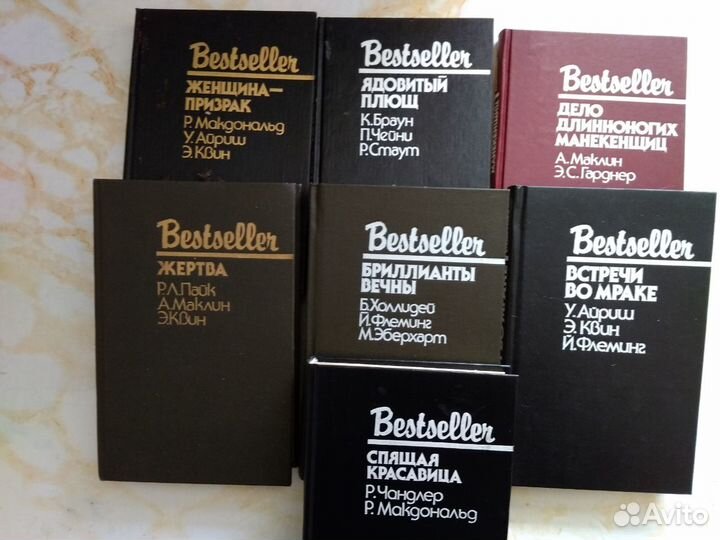 Bestseller
ЖЕНЩИНА—
ПРИЗРАК
Р. Макдональд
У. Айриш
Э. Квин
Bestseller
ЯДОВИТЫЙ
ПЛЮЩ
К. Браун
П. Чейни
Р. Стаут
Bestseller
ДЕЛО
ДЛИННОНОГИХ
МАНЕКЕНЩИЦ
А. Маклин
Э.С. Гарднер
Bestseller
ЖЕРТВА
Р.Л. Пайк
А. Маклин
Э. Квин
Bestseller
БРИЛЛИАНТЫ
ВЕЧНЫ
Б. Холлидей
Й. Флеминг
М. Эберхарт
Bestseller
ВСТРЕЧИ
ВО МРАКЕ
У. Айриш
Э. Квин
Й. Флеминг
Bestseller
СПЯЩАЯ
КРАСАВИЦА
Р. Чандлер
Р. Макдональд
Avito